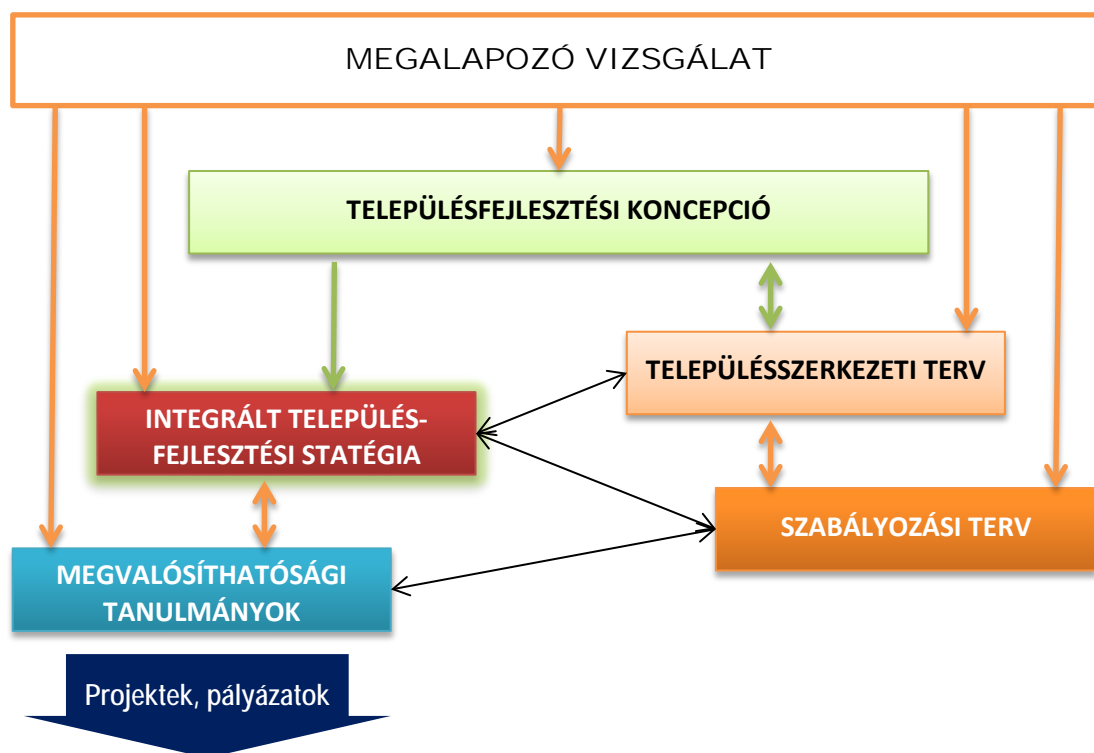 MEGALAPOZÓ VIZSGÁLAT
TELEPÜLÉSFEJLESZTÉSI KONCEPCIÓ
TELEPÜLÉSSZERKEZETI TERV
INTEGRÁLT TELEPÜLÉS-
FEJLESZTÉSI STATÉGIA
SZABÁLYOZÁSI TERV
MEGVALÓSÍTHATÓSÁGI
TANULMÁNYOK
Projektek, pályázatok